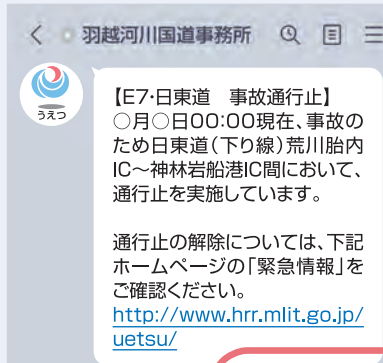 羽越河川国道事務所
うえつ
【E7・日東道　事故通行止】
○月○日00:00現在、事故の
ため日東道（下り線）荒川胎内
IC～神林岩船港IC間において、
通行止を実施しています。
通行止の解除については、下記
ホームページの「緊急情報」を
ご確認ください。
http://www.hrr.mlit.go.jp/
uetsu/